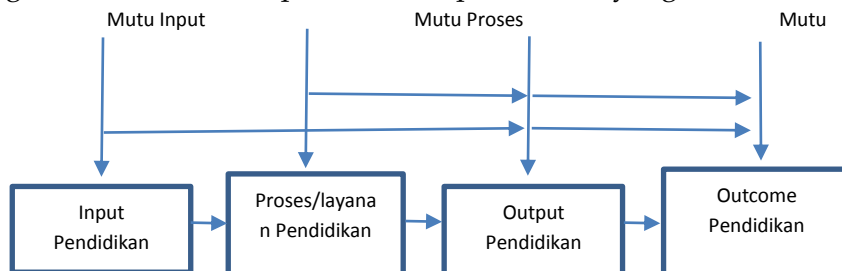 Mutu Input Mutu Proses Mutu
Input
Pendidikan
Proses/layana
n Pendidikan
Output
Pendidikan
Outcome
Pendidikan